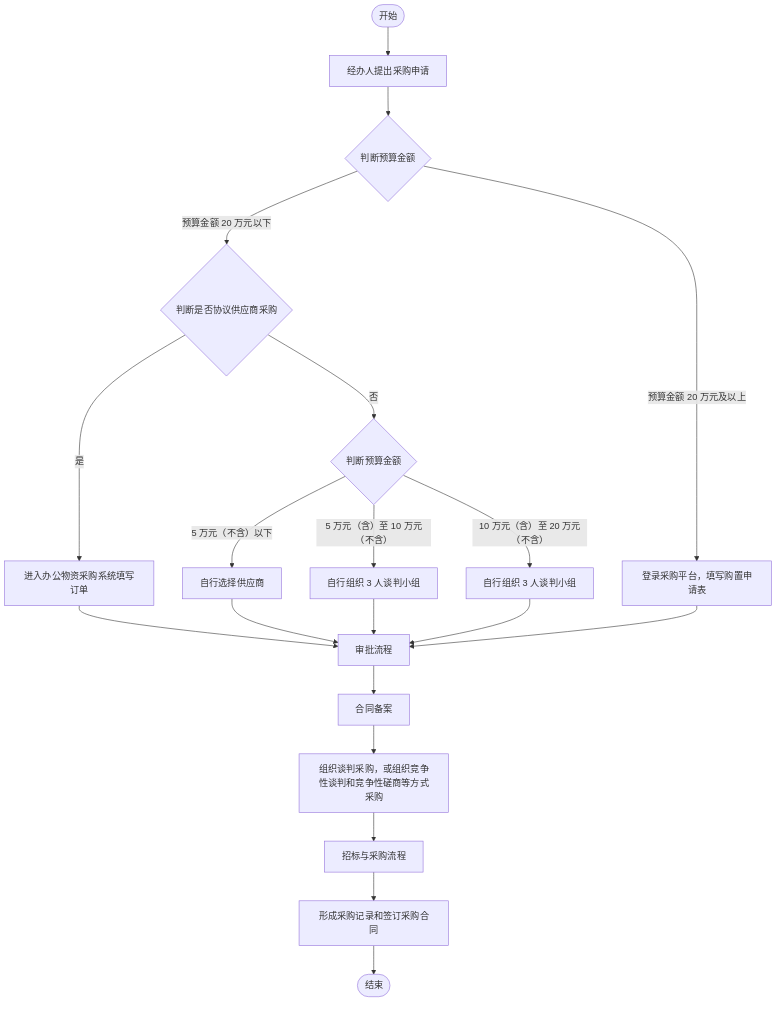 开始
经办人提出采购申请
判断预算金额
预算金额 20 万元以下
判断是否协议供应商采购
预算金额 20 万元及以上
否
是
判断预算金额
5 万元（不含）以下
5 万元（含）至 10 万元
（不含）
10 万元（含）至 20 万元
（不含）
进入办公物资采购系统填写
订单
自行选择供应商
自行组织 3 人谈判小组
自行组织 3 人谈判小组
登录采购平台，填写购置申
请表
审批流程
合同备案
组织谈判采购，或组织竞争
性谈判和竞争性磋商等方式
采购
招标与采购流程
形成采购记录和签订采购合
同
结束